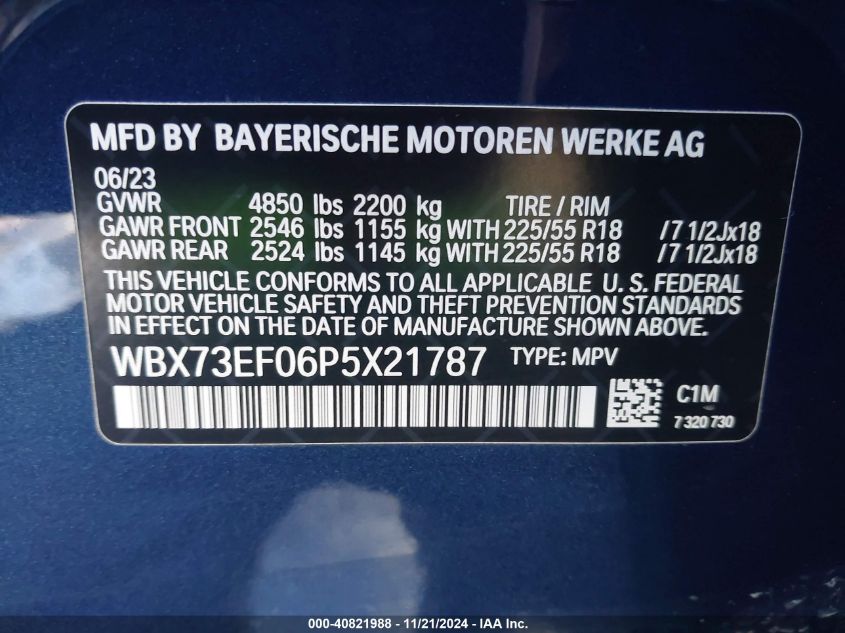 MFD BY BAYERISCHE MOTOREN WERKE AG
06/23
GVWR 4850 lbs 2200 kg TIRE / RIM
GAWR FRONT 2546 lbs 1155 kg WITH 225/55 R18 /7 1/2Jx18
GAWR REAR 2524 lbs 1145 kg WITH 225/55 R18 /7 1/2Jx18
THIS VEHICLE CONFORMS TO ALL APPLICABLE U. S. FEDERAL
MOTOR VEHICLE SAFETY AND THEFT PREVENTION STANDARDS
IN EFFECT ON THE DATE OF MANUFACTURE SHOWN ABOVE.
WBX73EF06P5X21787 TYPE: MPV
C1M
7 320 730
000-40821988 - 11/21/2024 - IAA Inc.